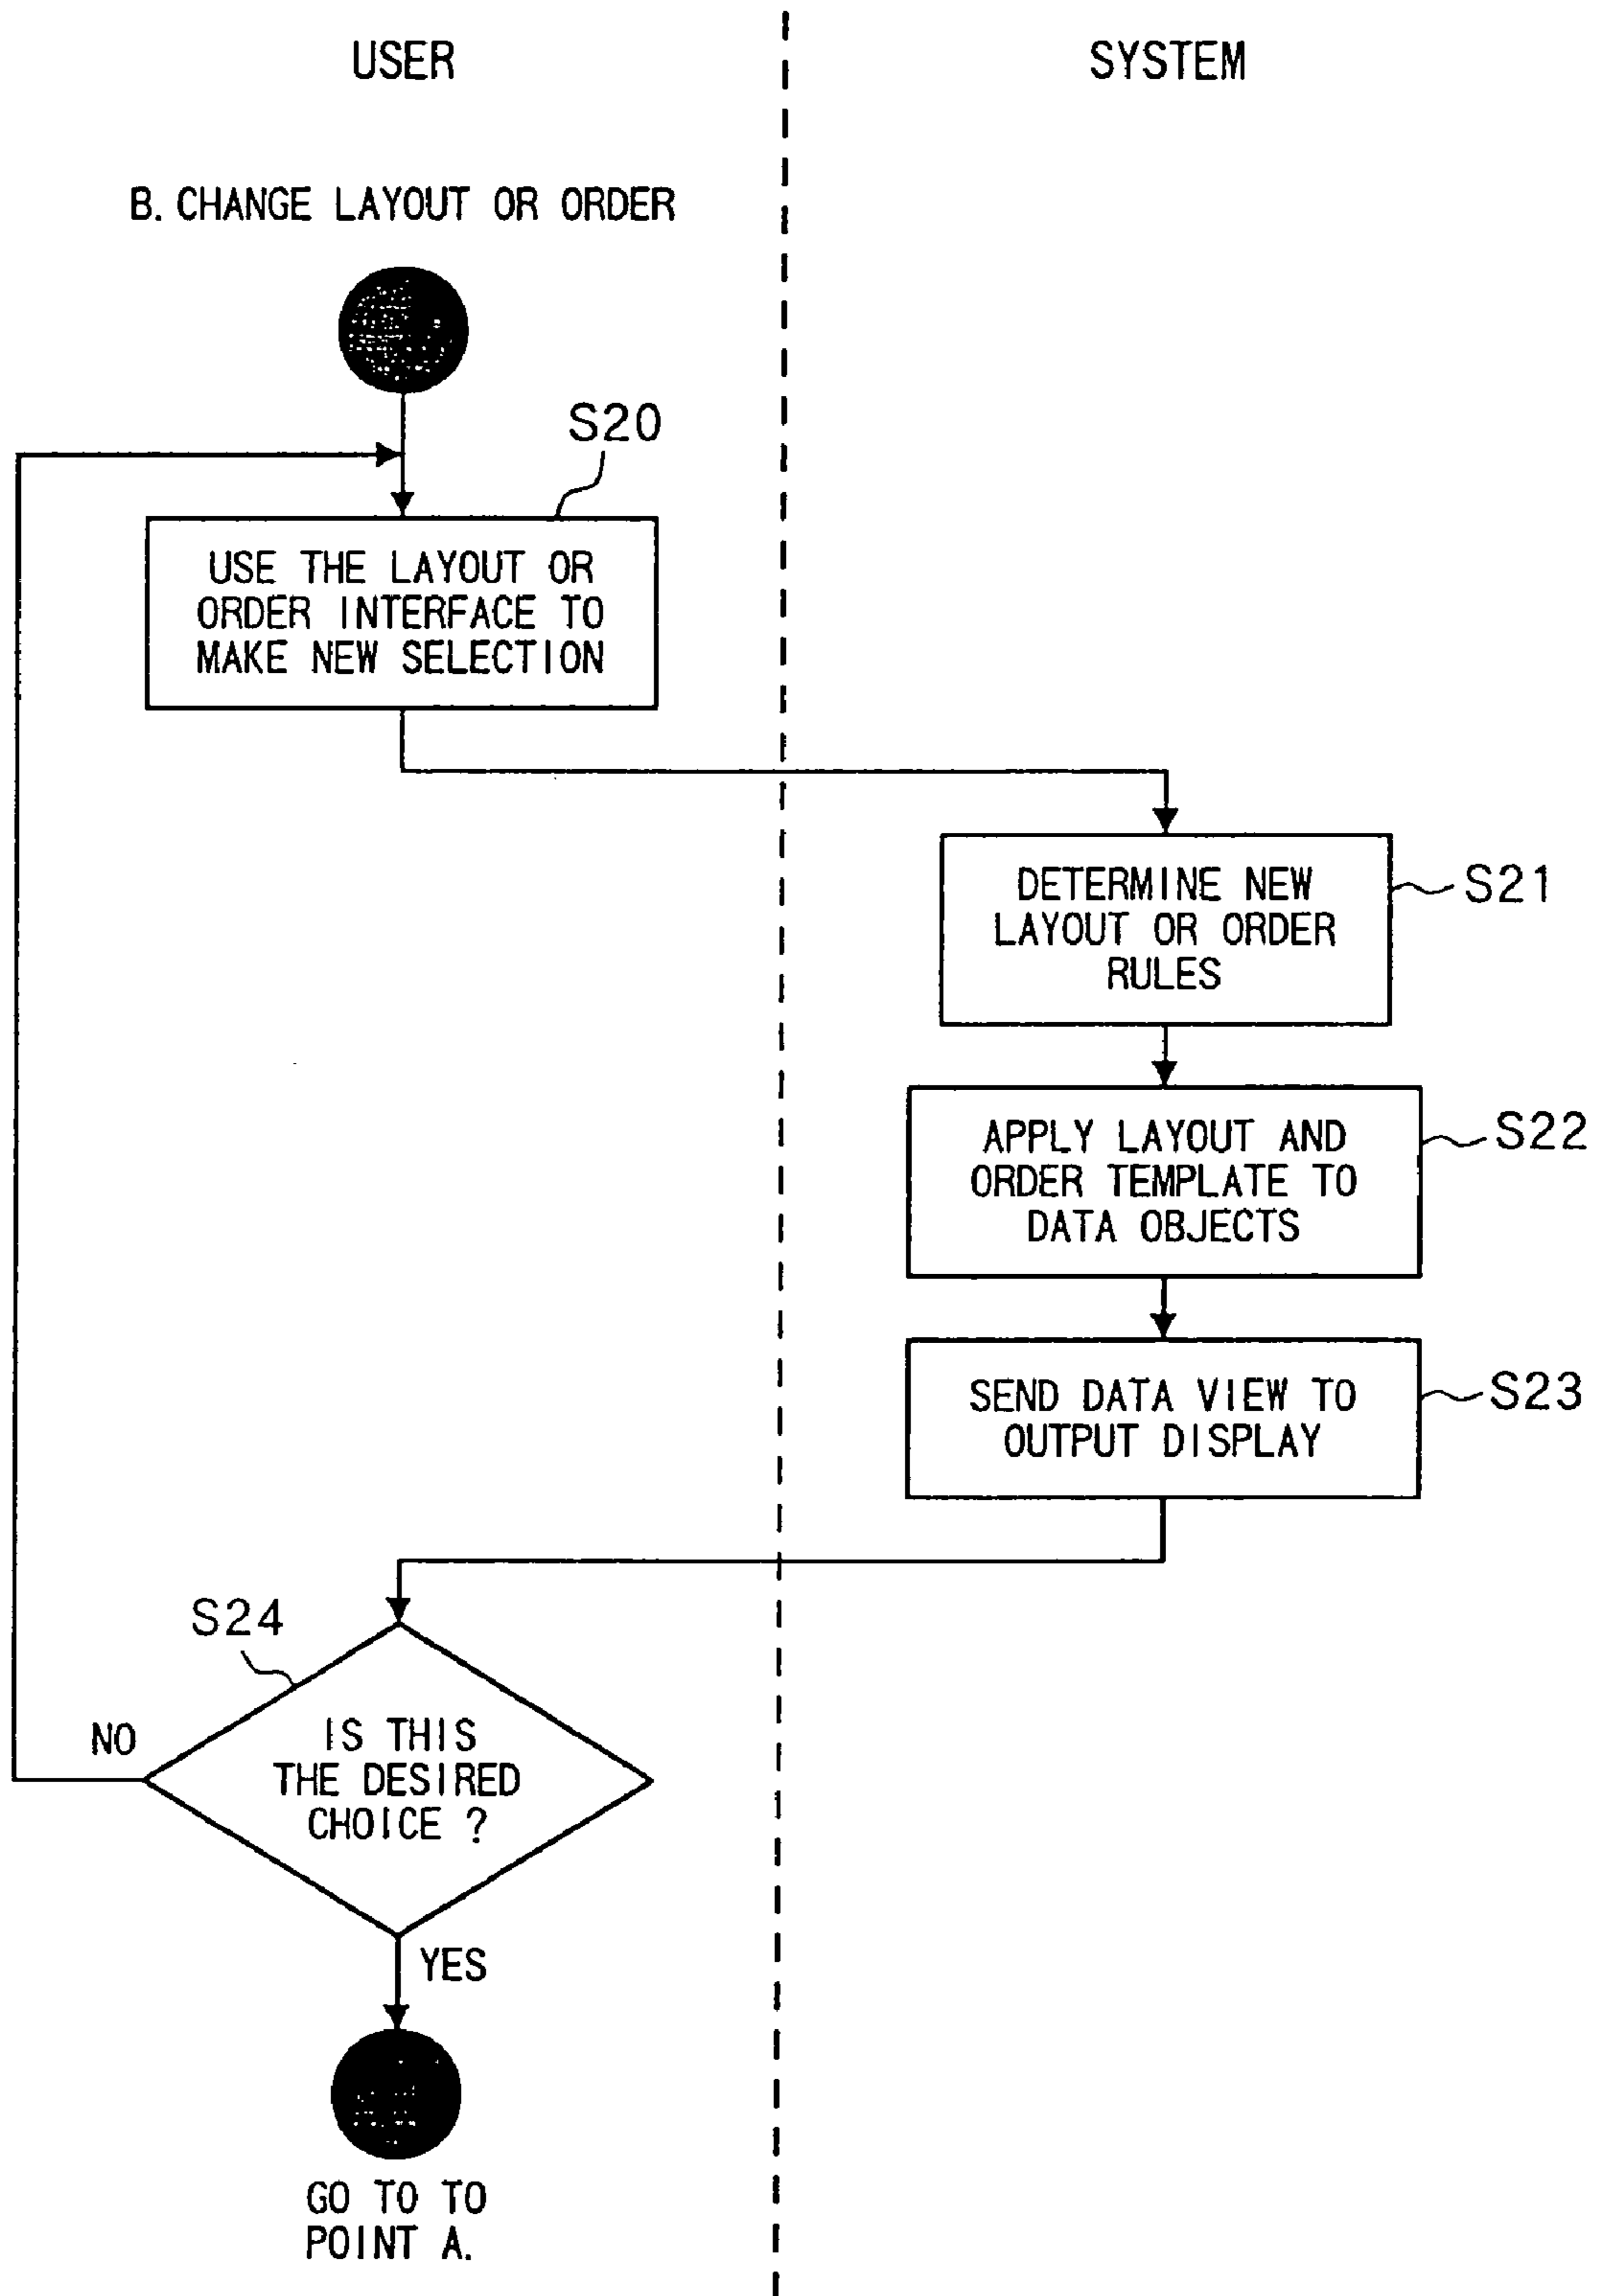 USER
SYSTEM
B. CHANGE LAYOUT OR ORDER
S20
USE THE LAYOUT OR
ORDER INTERFACE TO
MAKE NEW SELECTION
DETERMINE NEW
LAYOUT OR ORDER
RULES
S21
APPLY LAYOUT AND
ORDER TEMPLATE TO
DATA OBJECTS
S22
SEND DATA VIEW TO
OUTPUT DISPLAY
S23
S24
NO
IS THIS
THE DESIRED
CHOICE ?
YES
GO TO TO
POINT A.